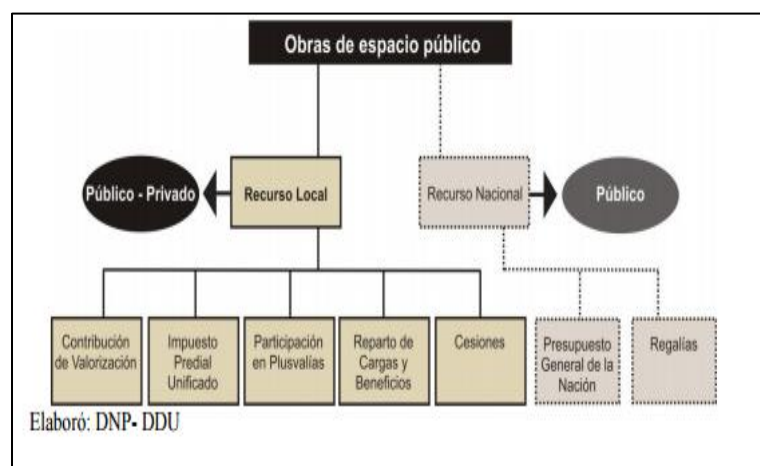 Obras de espacio público
Público - Privado
Recurso Local
Recurso Nacional
Público
Contribución
de Valorización
Impuesto
Predial
Unificado
Participación
en Plusvalías
Reparto de
Cargas y
Beneficios
Cesiones
Presupuesto
General de la
Nación
Regalías
Elaboró: DNP- DDU